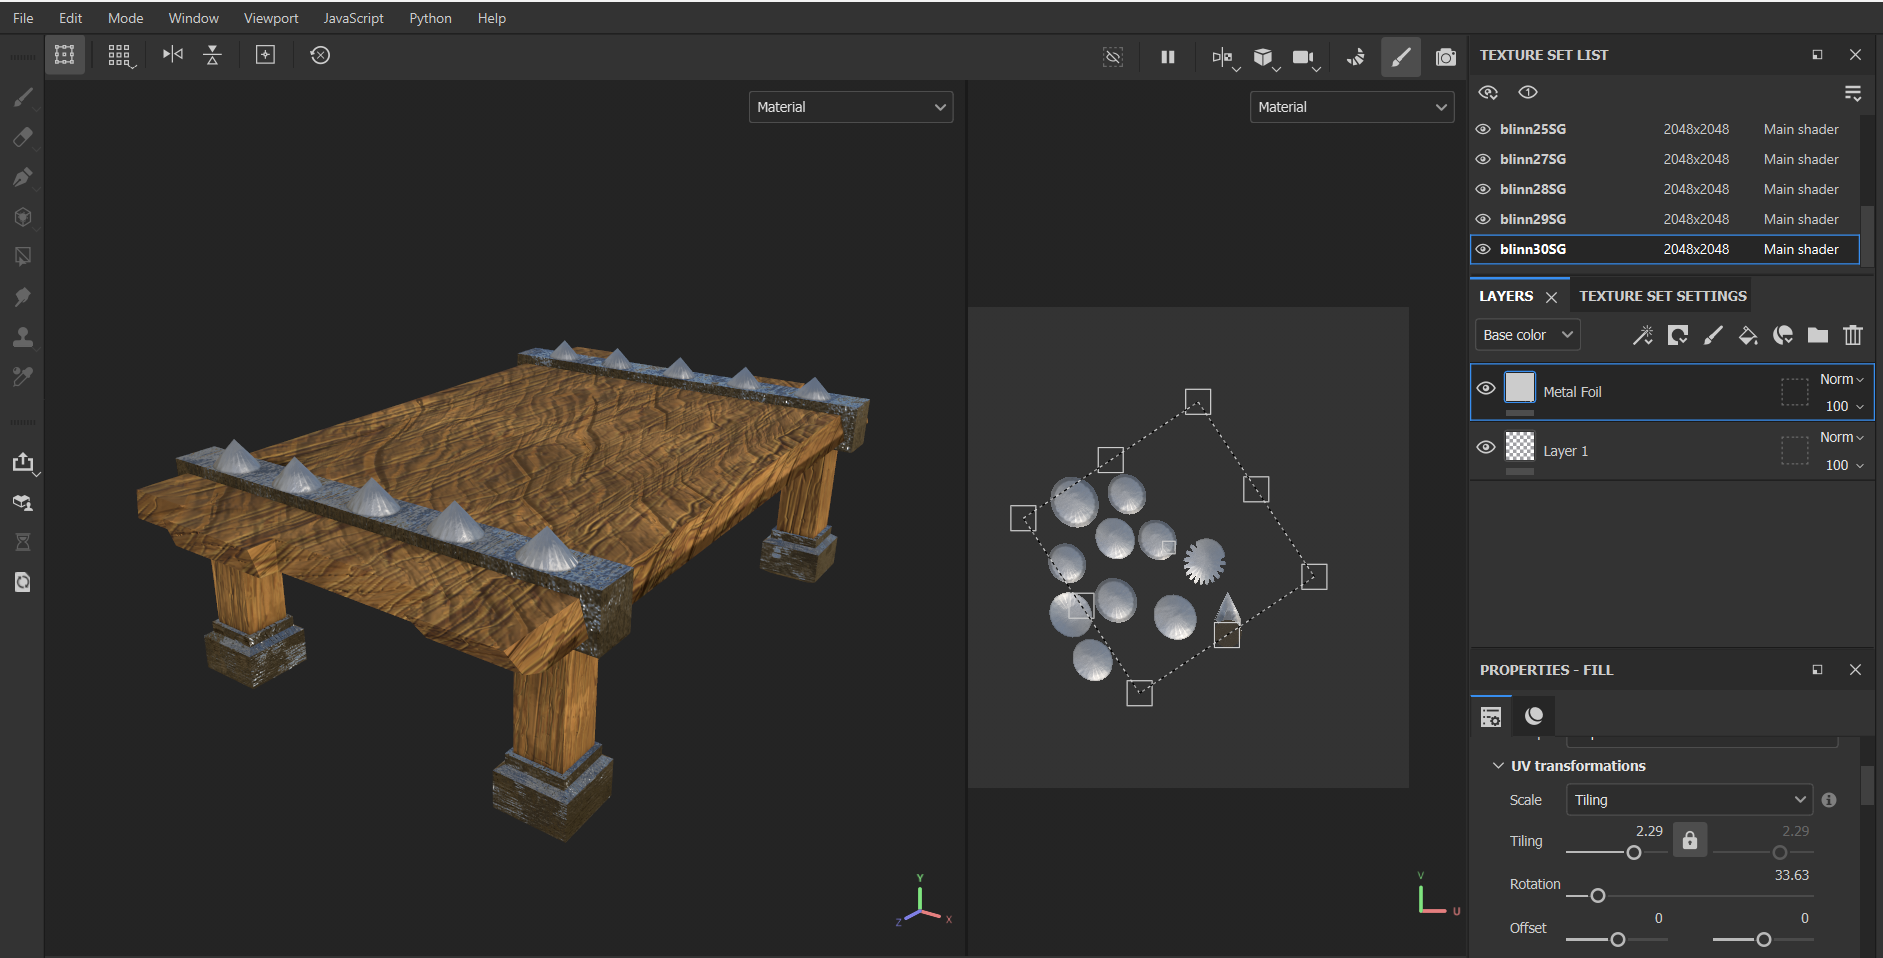 File Edit Mode Window Viewport JavaScript Python Help
Material
Material
TEXTURE SET LIST
blinn25SG 2048x2048 Main shader
blinn27SG 2048x2048 Main shader
blinn28SG 2048x2048 Main shader
blinn29SG 2048x2048 Main shader
blinn30SG 2048x2048 Main shader
LAYERS TEXTURE SET SETTINGS
Base color
Metal Foil Norm
100
Layer 1 Norm
100
PROPERTIES - FILL
UV transformations
Scale Tiling
Tiling 2.29 2.29
Rotation 33.63
Offset 0 0
Y
Z X
V
U